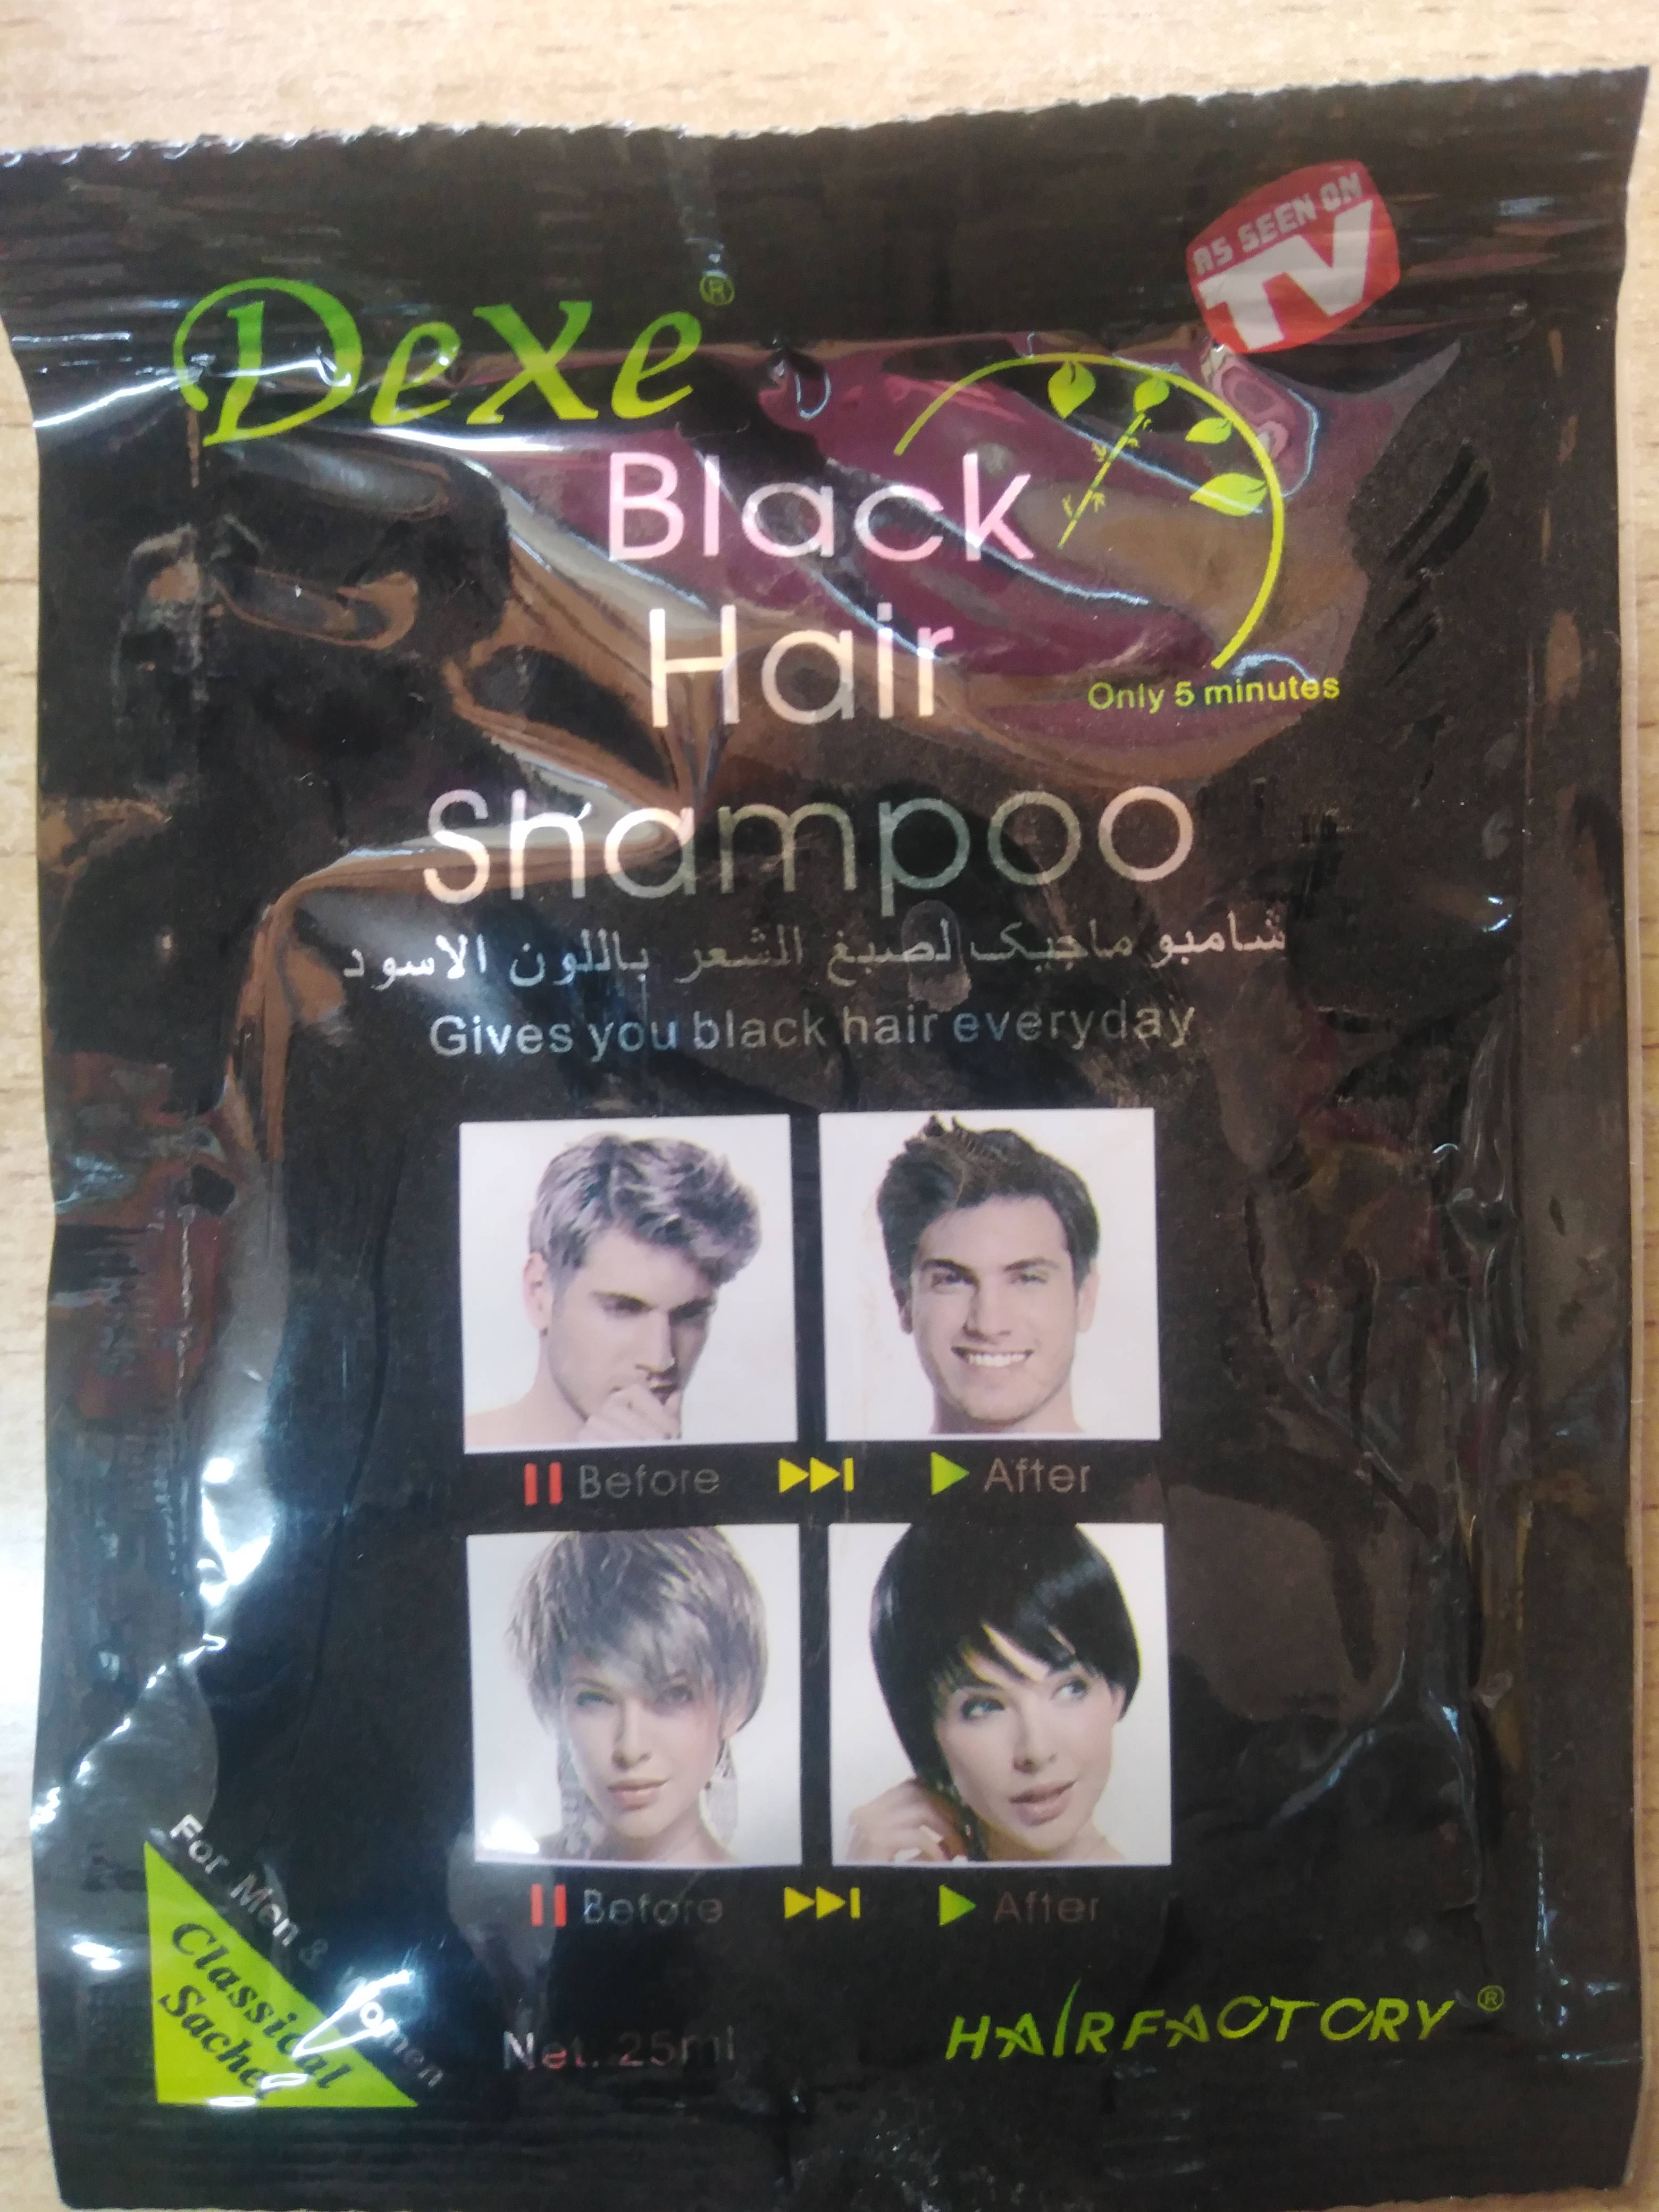 AS SEEN ON
TV
Dexe®
Black
Hair
Only 5 minutes
Shampoo
شامبو ماجيک لصبغ الشعر باللون الاسود
Gives you black hair everyday
Before
After
Before
After
For Men & Women
Classical
Sachet
Net. 25ml
HAIRFACTORY®